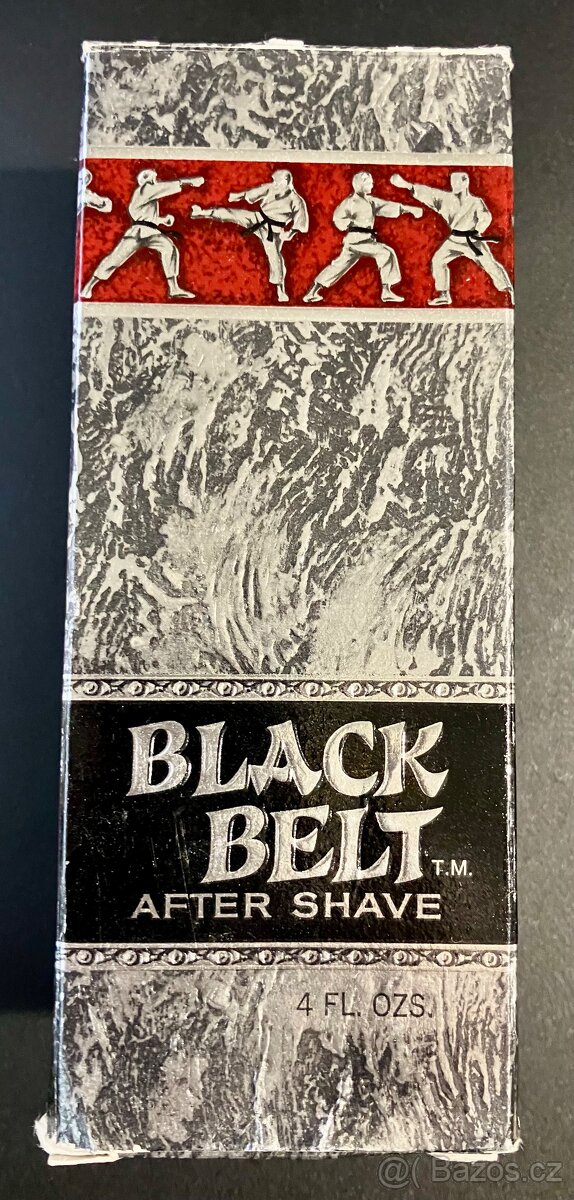 BLACK
BELT T.M.
AFTER SHAVE
4 FL. OZS.
@( Bazos.cz